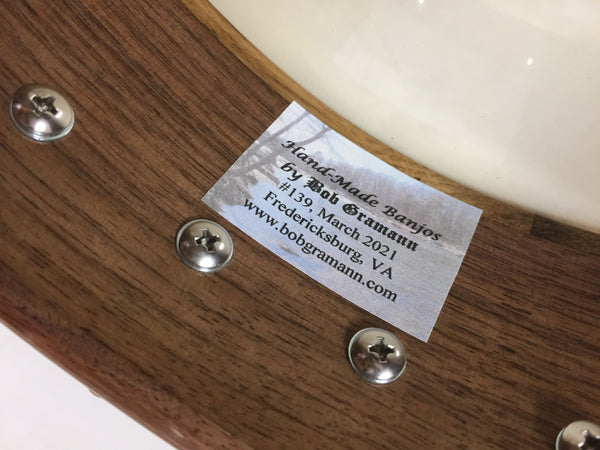 Hand-Made Banjos
by Bob Gramann
#139, March 2021
Fredericksburg, VA
www.bobgramann.com